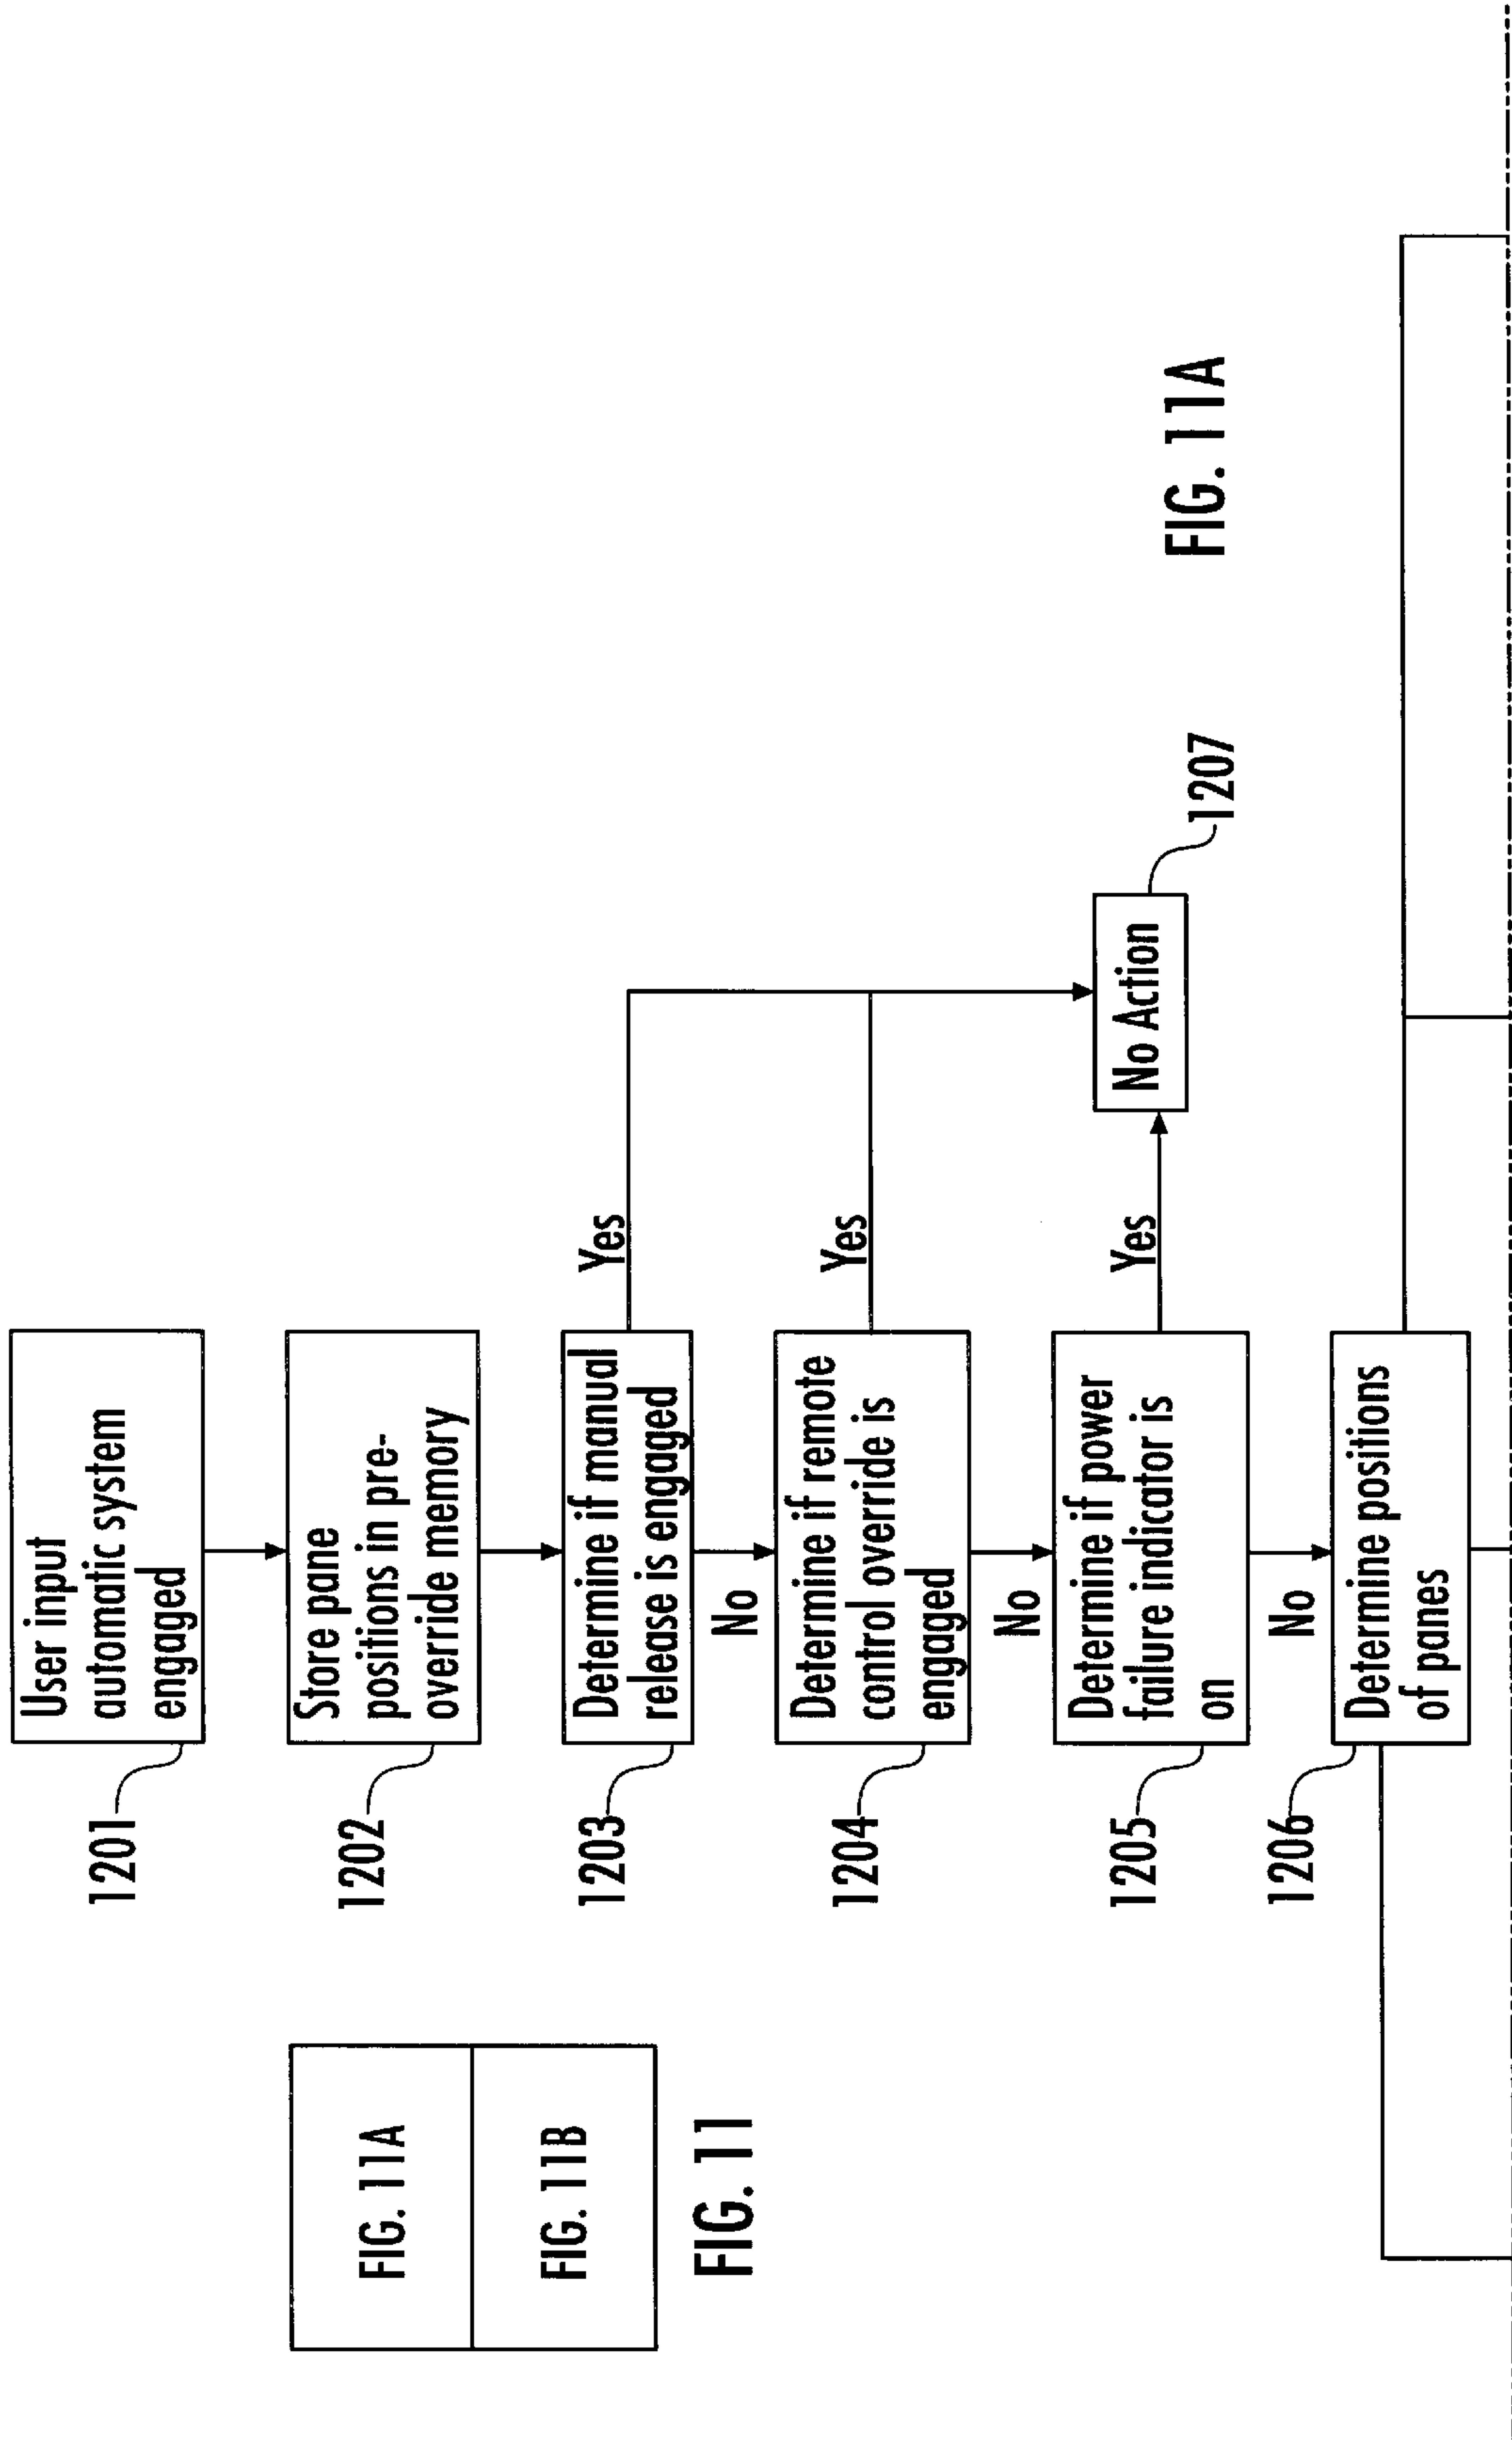 User input
automatic system
engaged
1201
Store pane
positions in pre-
override memory
1202
Determine if manual
release is engaged
1203
Yes
No
Determine if remote
control override is
engaged
1204
Yes
No
Determine if power
failure indicator is
on
1205
Yes
No Action
1207
No
Determine positions
of panes
1206
FIG. 11A
FIG. 11A
FIG. 11B
FIG. 11